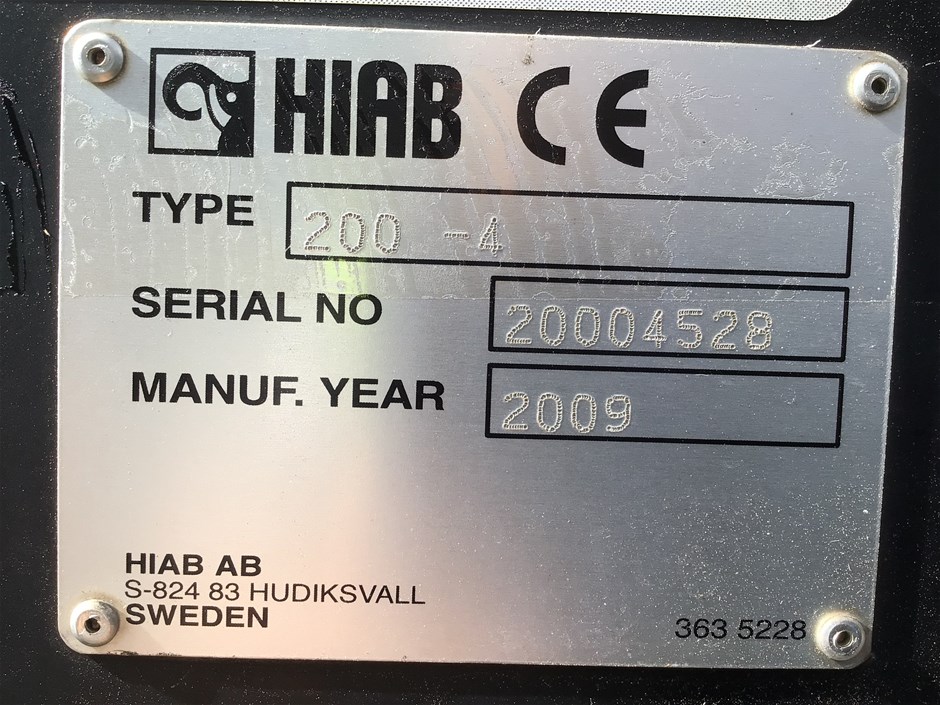 HIAB CE
TYPE 200 -4
SERIAL NO 20004528
MANUF. YEAR 2009
HIAB AB
S-824 83 HUDIKSVALL
SWEDEN
363 5228